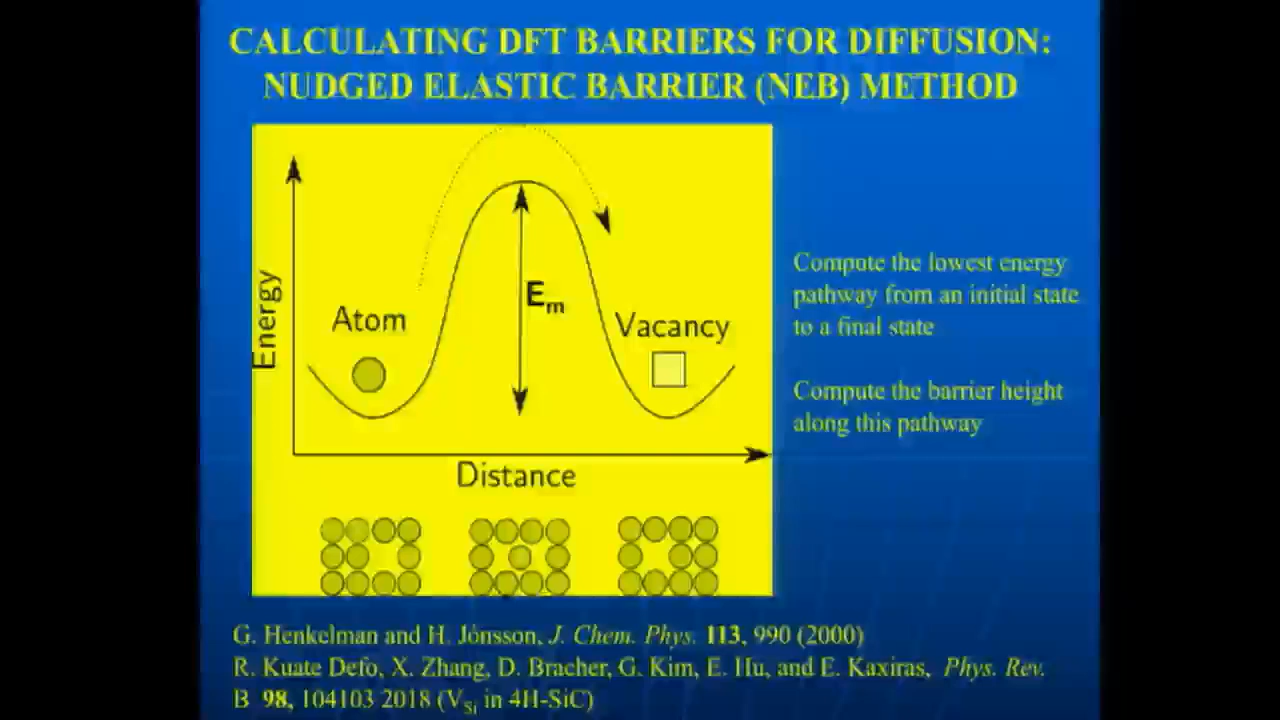 CALCULATING DFT BARRIERS FOR DIFFUSION:
NUDGED ELASTIC BARRIER (NEB) METHOD
Energy
Atom
Em
Vacancy
Distance
Compute the lowest energy
pathway from an initial state
to a final state
Compute the barrier height
along this pathway
G. Henkelman and H. Jónsson, J. Chem. Phys. 113, 990 (2000)
R. Kuate Defo, X. Zhang, D. Bracher, G. Kim, E. Hu, and E. Kaxiras, Phys. Rev.
B 98, 104103 2018 (VSi in 4H-SiC)